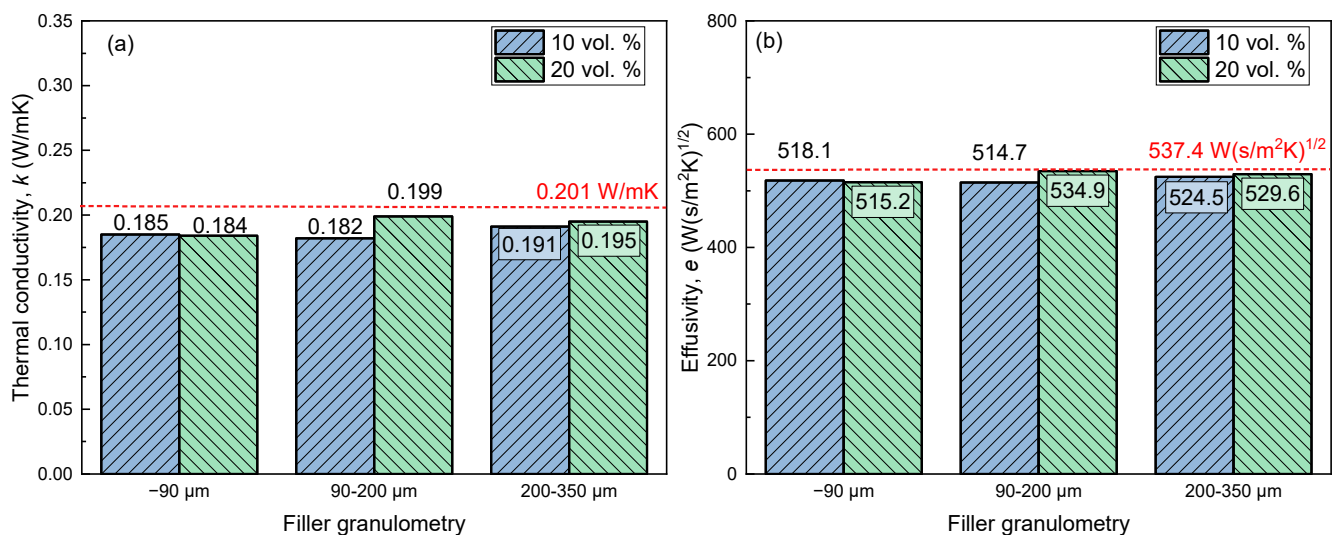 (a)
10 vol. %
20 vol. %
Thermal conductivity, k (W/mK)
0.35
0.30
0.25
0.20
0.15
0.10
0.05
0.00
0.185
0.184
0.182
0.199
0.191
0.195
0.201 W/mK
−90 µm
90-200 µm
200-350 µm
Filler granulometry
(b)
10 vol. %
20 vol. %
Effusivity, e (W(s/m²K)^1/2)
800
600
400
200
0
518.1
515.2
514.7
534.9
524.5
529.6
537.4 W(s/m²K)^1/2
−90 µm
90-200 µm
200-350 µm
Filler granulometry